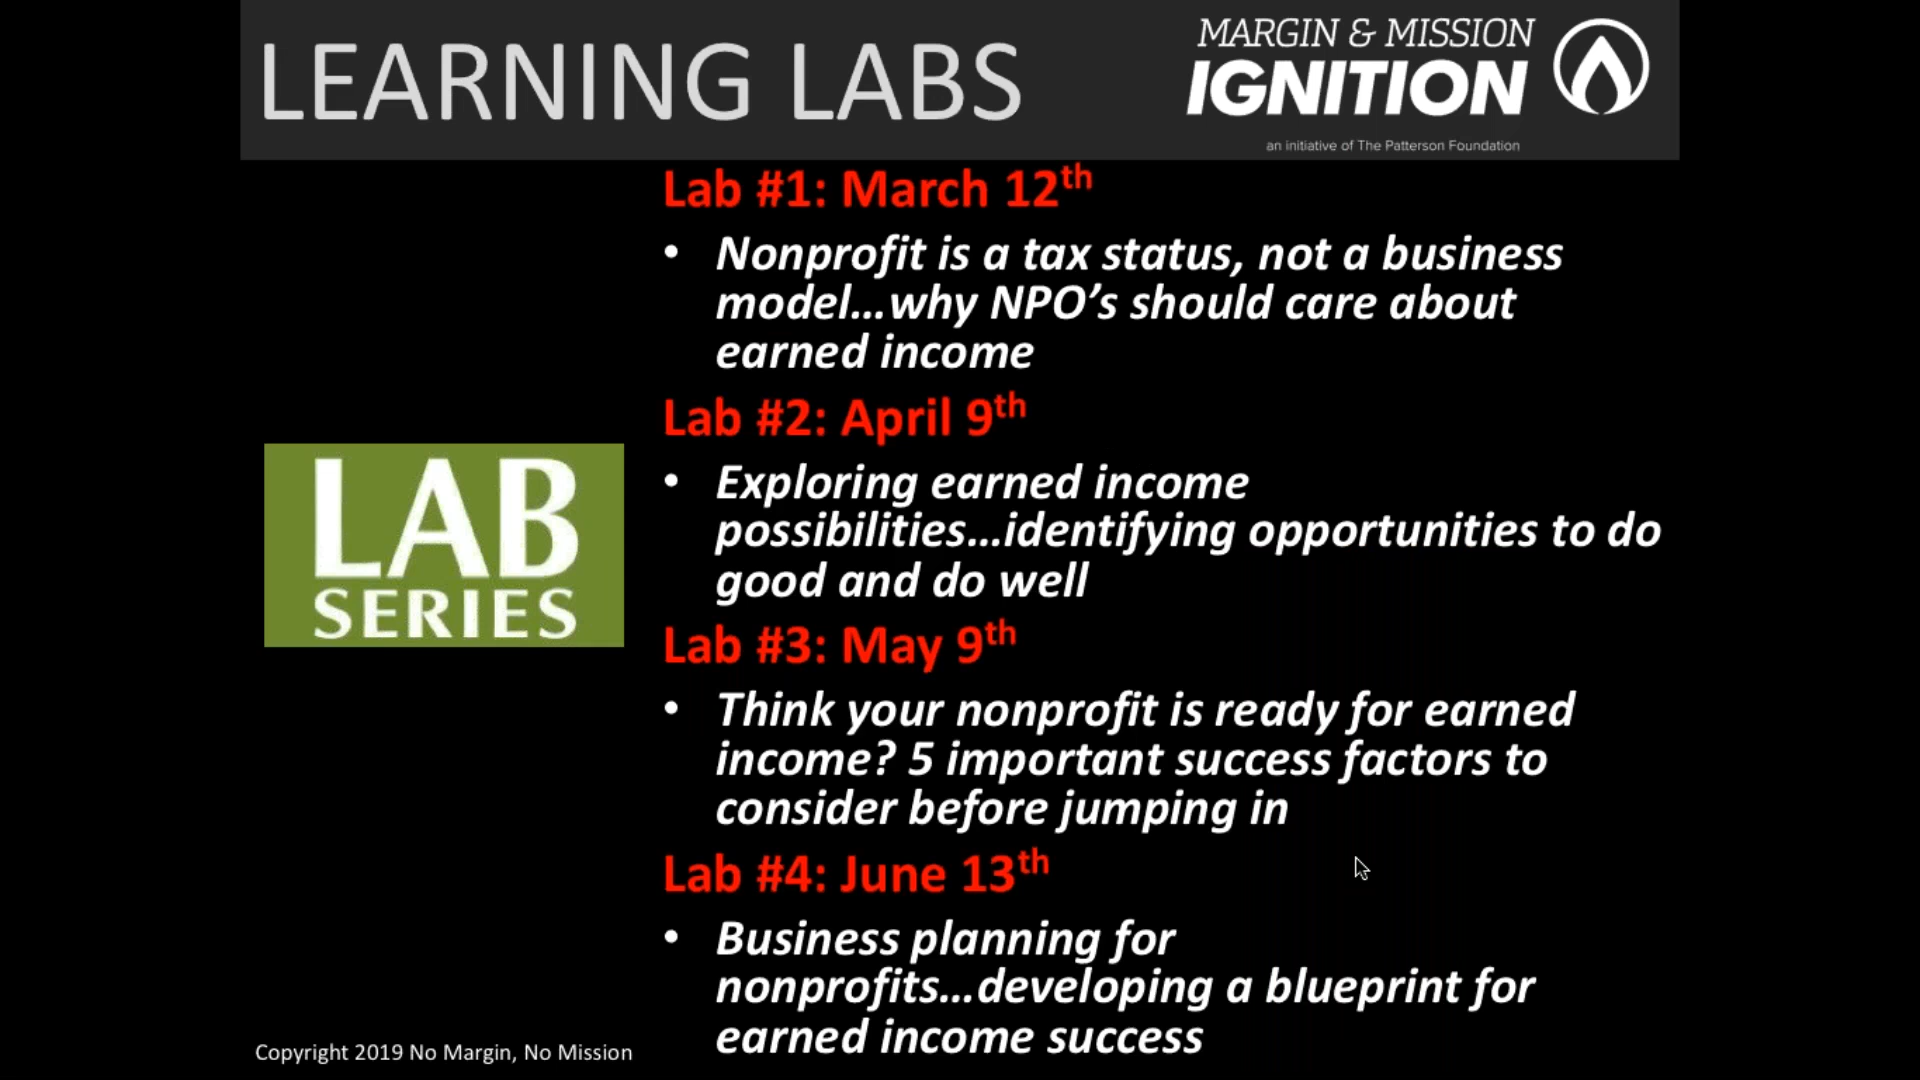 LEARNING LABS
MARGIN & MISSION
IGNITION
an initiative of The Patterson Foundation
Lab #1: March 12th
• Nonprofit is a tax status, not a business
model...why NPO's should care about
earned income
Lab #2: April 9th
• Exploring earned income
possibilities...identifying opportunities to do
good and do well
LAB
SERIES
Lab #3: May 9th
• Think your nonprofit is ready for earned
income? 5 important success factors to
consider before jumping in
Lab #4: June 13th
• Business planning for
nonprofits...developing a blueprint for
earned income success
Copyright 2019 No Margin, No Mission